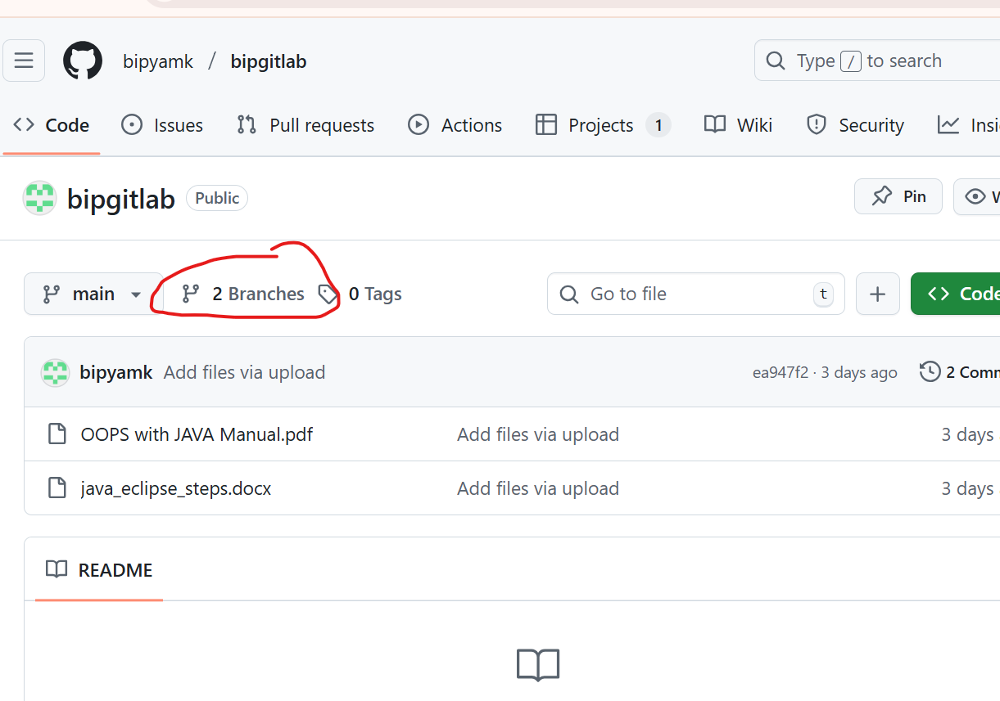 bipyamk / bipgitlab
Type / to search
Code Issues Pull requests Actions Projects 1 Wiki Security
bipgitlab Public Pin
main 2 Branches 0 Tags Go to file t Code
bipyamk Add files via upload ea947f2 · 3 days ago 2
OOPS with JAVA Manual.pdf Add files via upload 3 days
java_eclipse_steps.docx Add files via upload 3 days
README